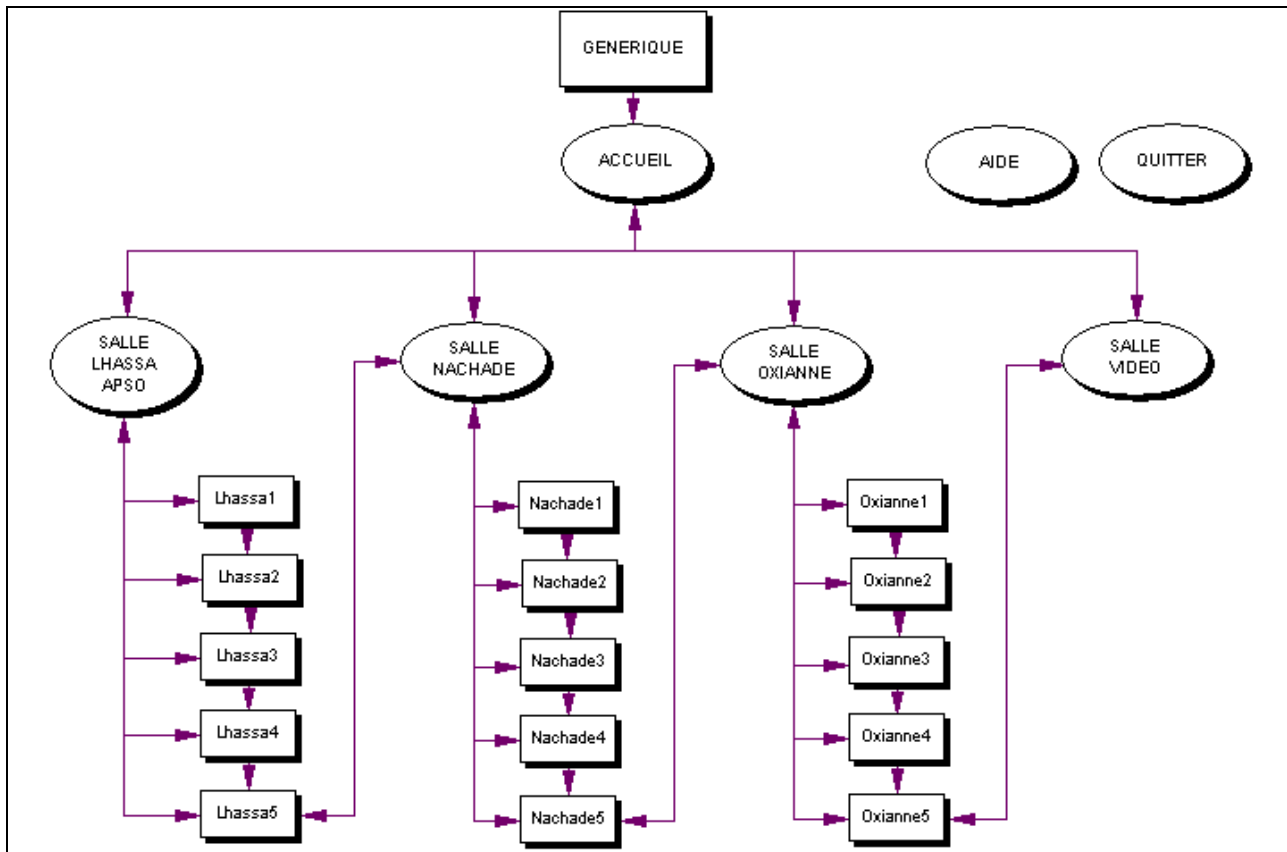 GENERIQUE
ACCUEIL
AIDE
QUITTER
SALLE
LHASSA
APSO
SALLE
NACHADE
SALLE
OXIANNE
SALLE
VIDEO
Lhassa1
Lhassa2
Lhassa3
Lhassa4
Lhassa5
Nachade1
Nachade2
Nachade3
Nachade4
Nachade5
Oxianne1
Oxianne2
Oxianne3
Oxianne4
Oxianne5